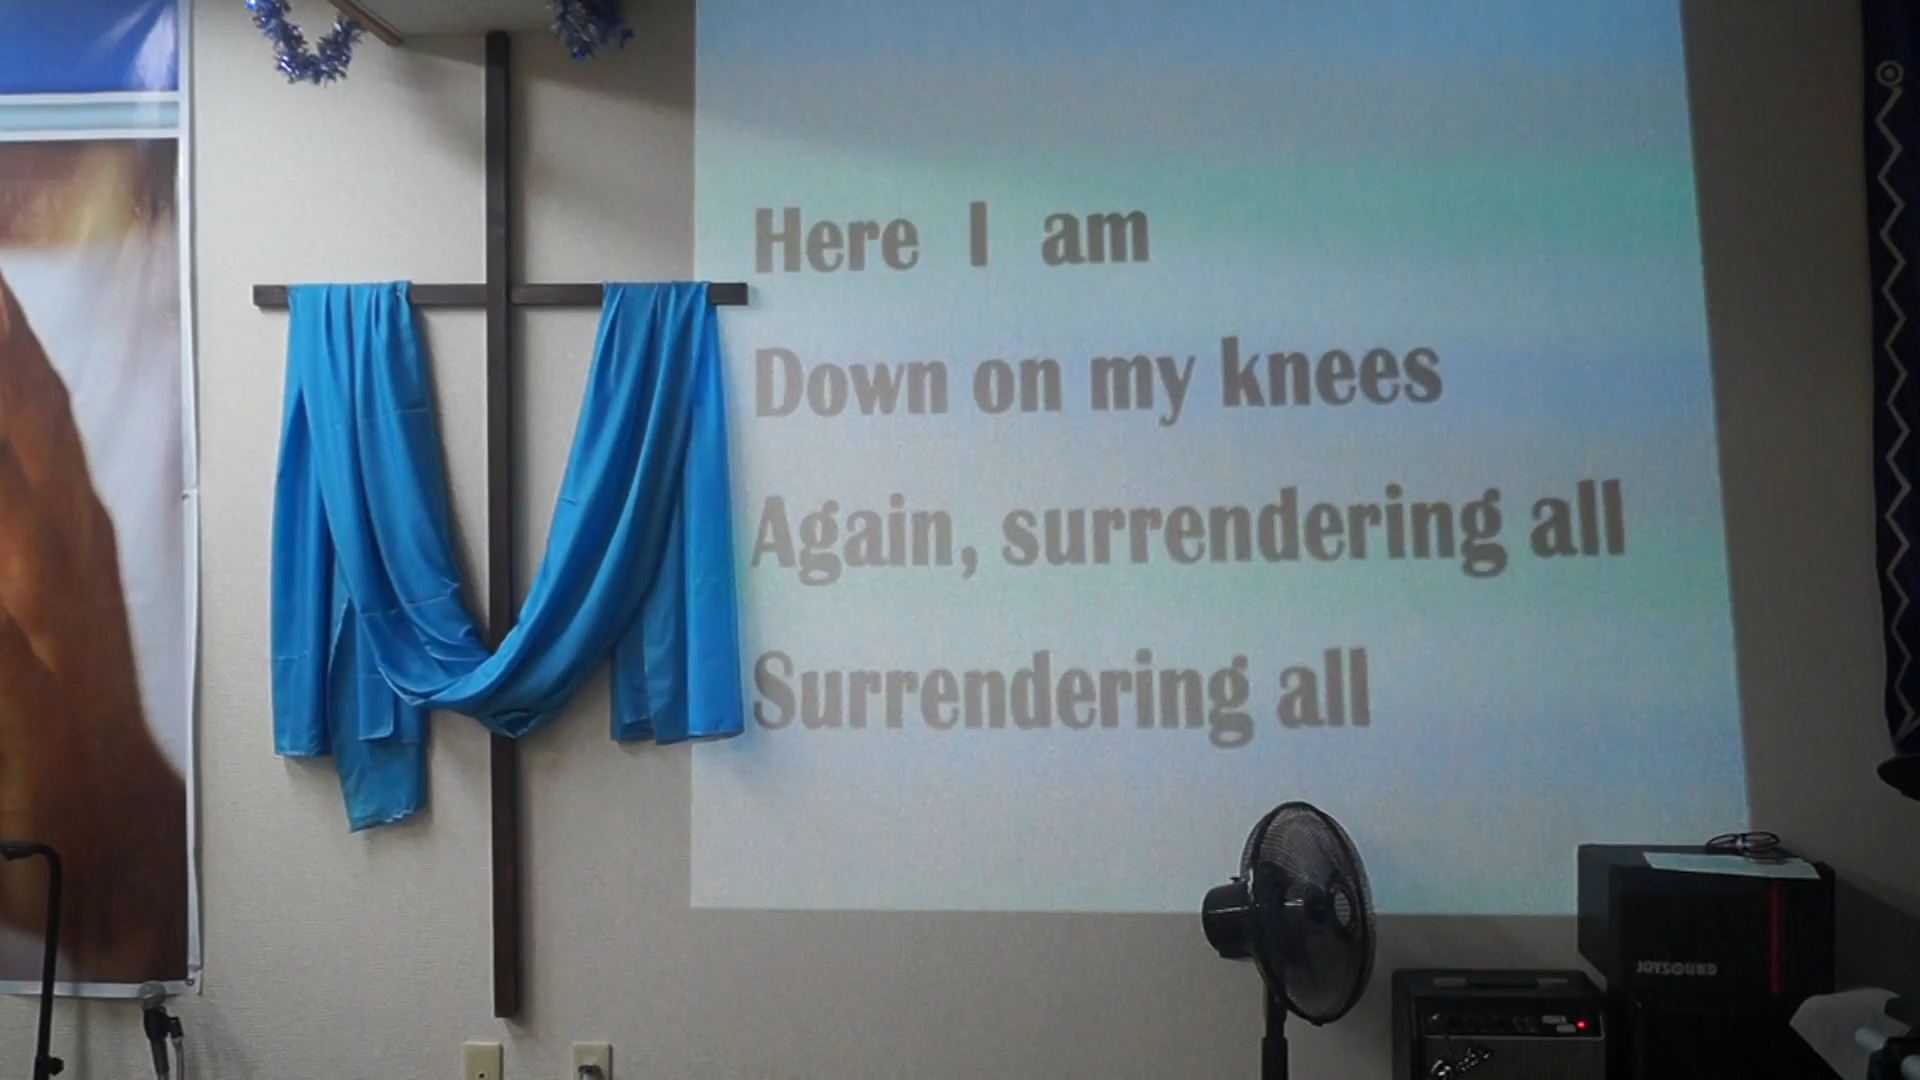 Here I am
Down on my knees
Again, surrendering all
Surrendering all
JOYSOUND